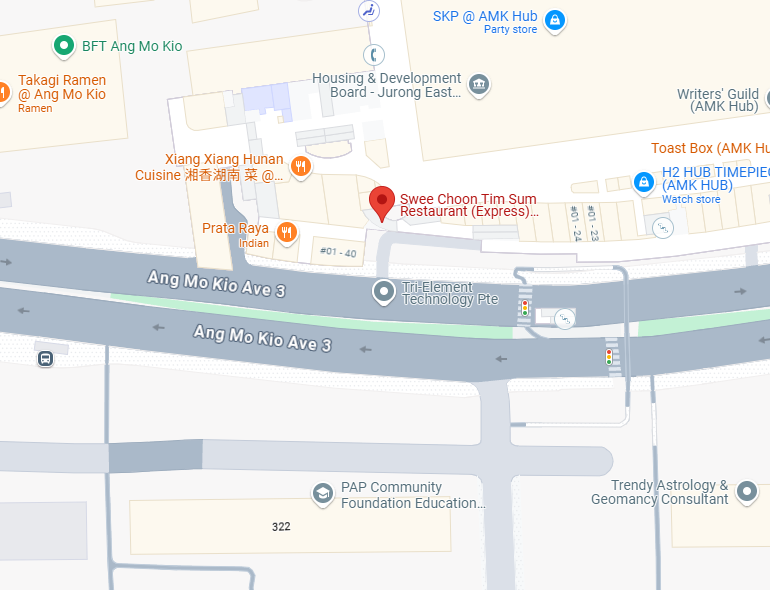 SKP @ AMK Hub
Party store
BFT Ang Mo Kio
Takagi Ramen
@ Ang Mo Kio
Ramen
Housing & Development
Board - Jurong East...
Writers' Guild
(AMK Hub)
Toast Box (AMK Hu
Xiang Xiang Hunan
Cuisine 湘香湖南 菜 @...
H2 HUB TIMEPIEC
(AMK HUB)
Watch store
Swee Choon Tim Sum
Restaurant (Express)...
#01 - 24
#01 - 23
Prata Raya
Indian
#01 - 40
Ang Mo Kio Ave 3
Tri-Element
Technology Pte
Ang Mo Kio Ave 3
PAP Community
Foundation Education...
Trendy Astrology &
Geomancy Consultant
322